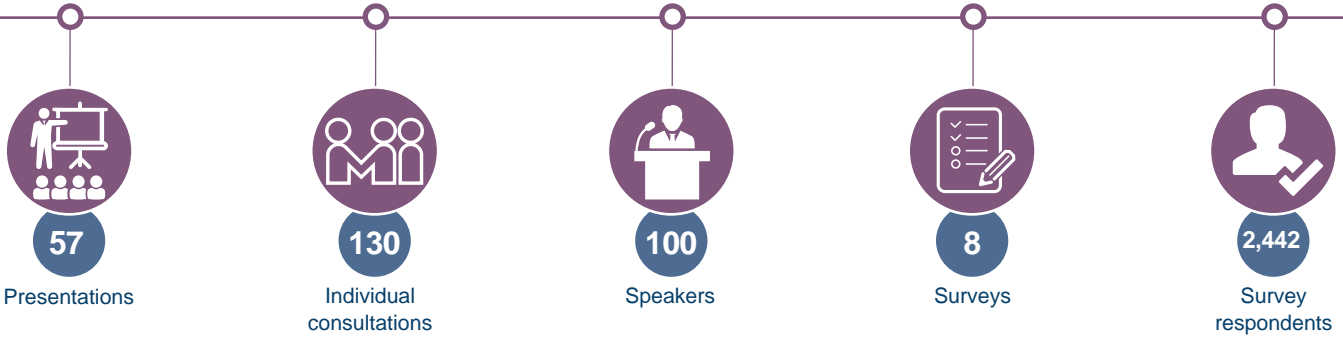 57
Presentations
130
Individual
consultations
100
Speakers
8
Surveys
2,442
Survey
respondents